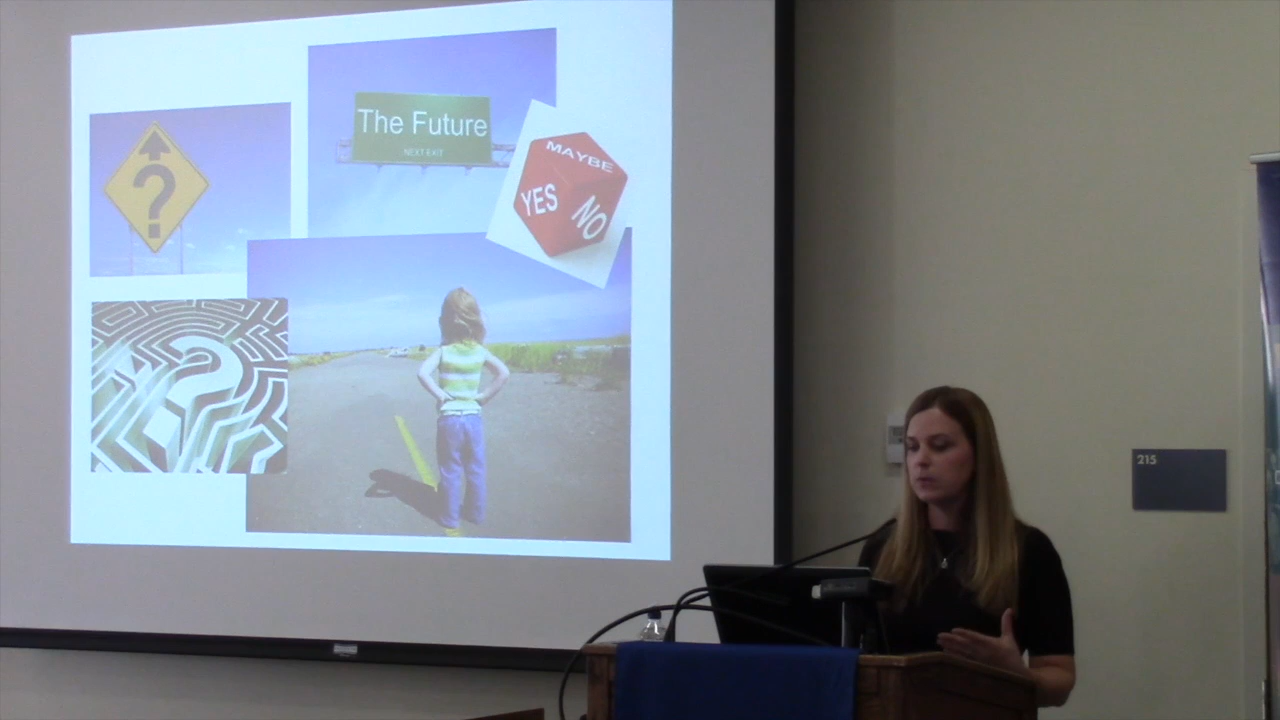 The Future
NEXT EXIT
?
MAYBE
YES
NO
?
215